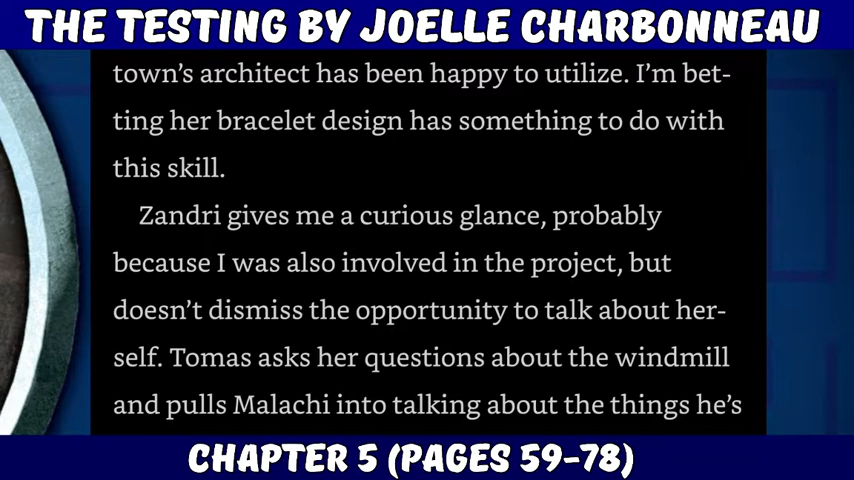 THE TESTING BY JOELLE CHARBONNEAU
town’s architect has been happy to utilize. I’m bet-
ting her bracelet design has something to do with
this skill.
Zandri gives me a curious glance, probably
because I was also involved in the project, but
doesn’t dismiss the opportunity to talk about her-
self. Tomas asks her questions about the windmill
and pulls Malachi into talking about the things he’s
CHAPTER 5 (PAGES 59-78)